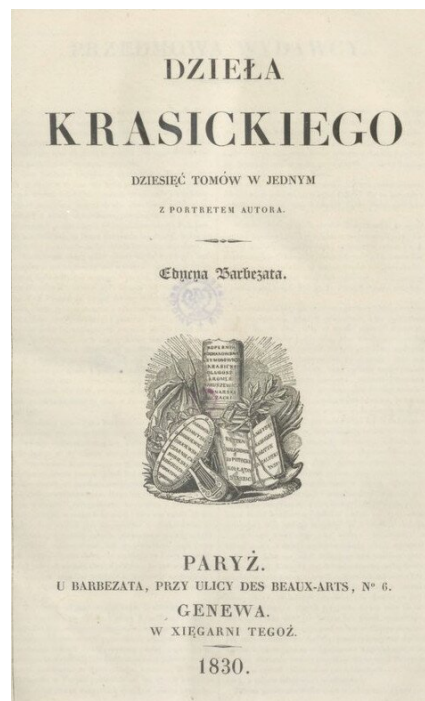 DZIEŁA
KRASICKIEGO
DZIESIĘĆ TOMÓW W JEDNYM
Z PORTRETEM AUTORA.
Edycya Barbezata.
PARYŻ.
U BARBEZATA, PRZY ULICY DES BEAUX-ARTS, Nº 6.
GENEWA.
W XIĘGARNI TEGOŻ.
1830.